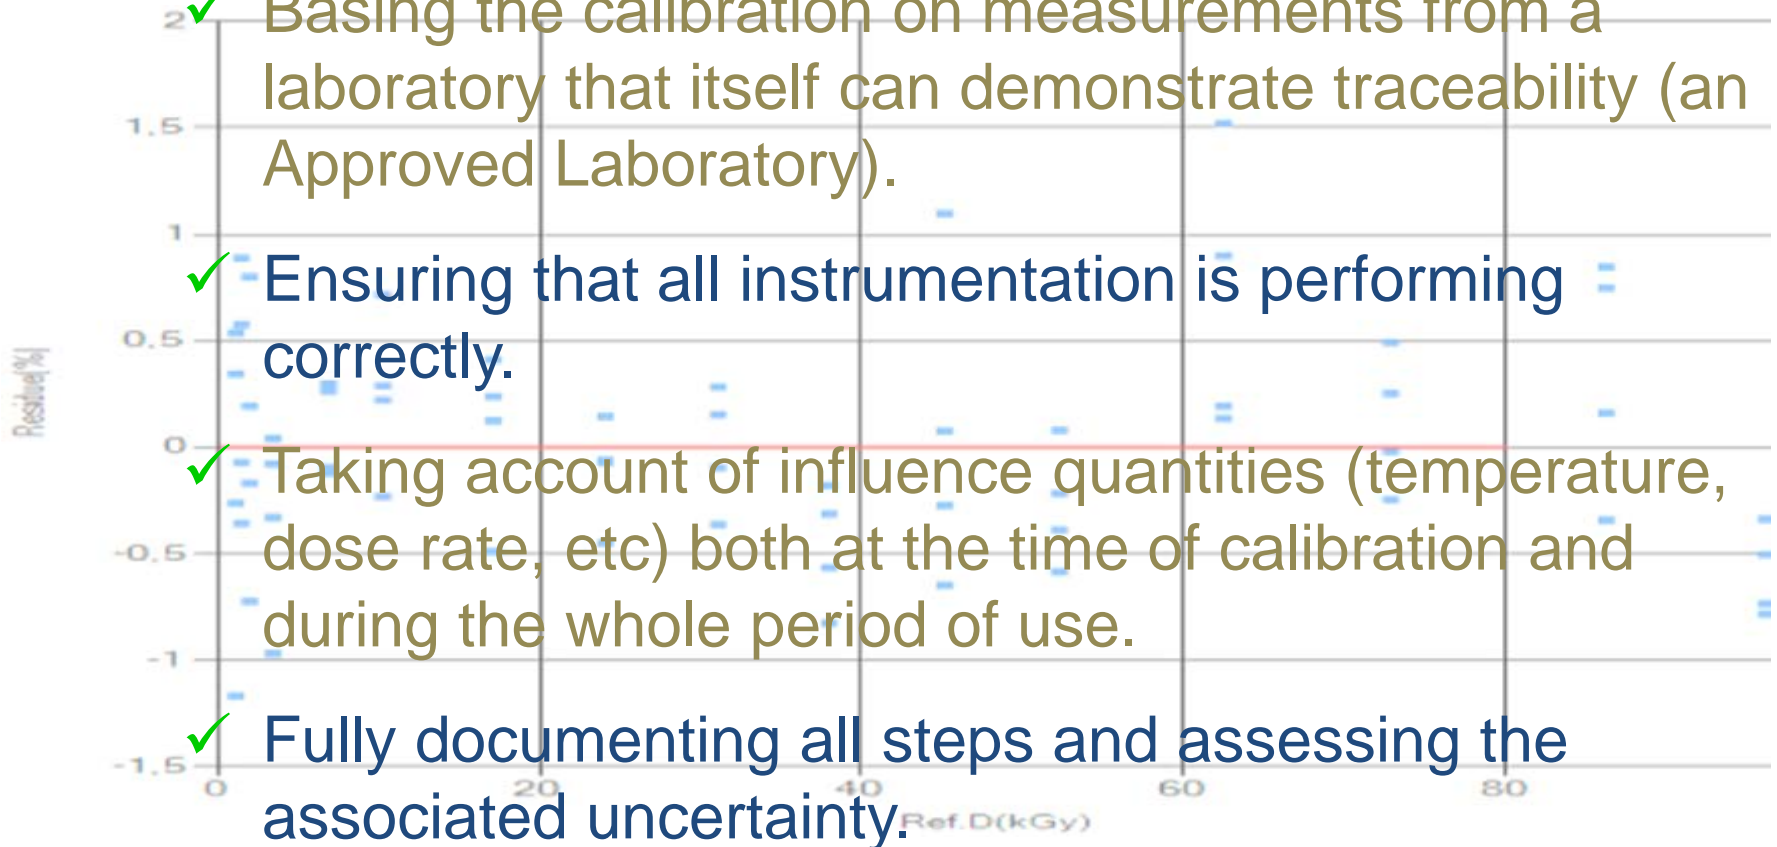 2
✓ Basing the calibration on measurements from a
laboratory that itself can demonstrate traceability (an
1.5
Approved Laboratory).
1
✓ Ensuring that all instrumentation is performing
0.5
correctly.
Residue[%]
0
✓ Taking account of influence quantities (temperature,
-0.5
dose rate, etc) both at the time of calibration and
during the whole period of use.
-1
✓ Fully documenting all steps and assessing the
-1.5
0 20 40 60 80
associated uncertainty.
Ref.D(kGy)